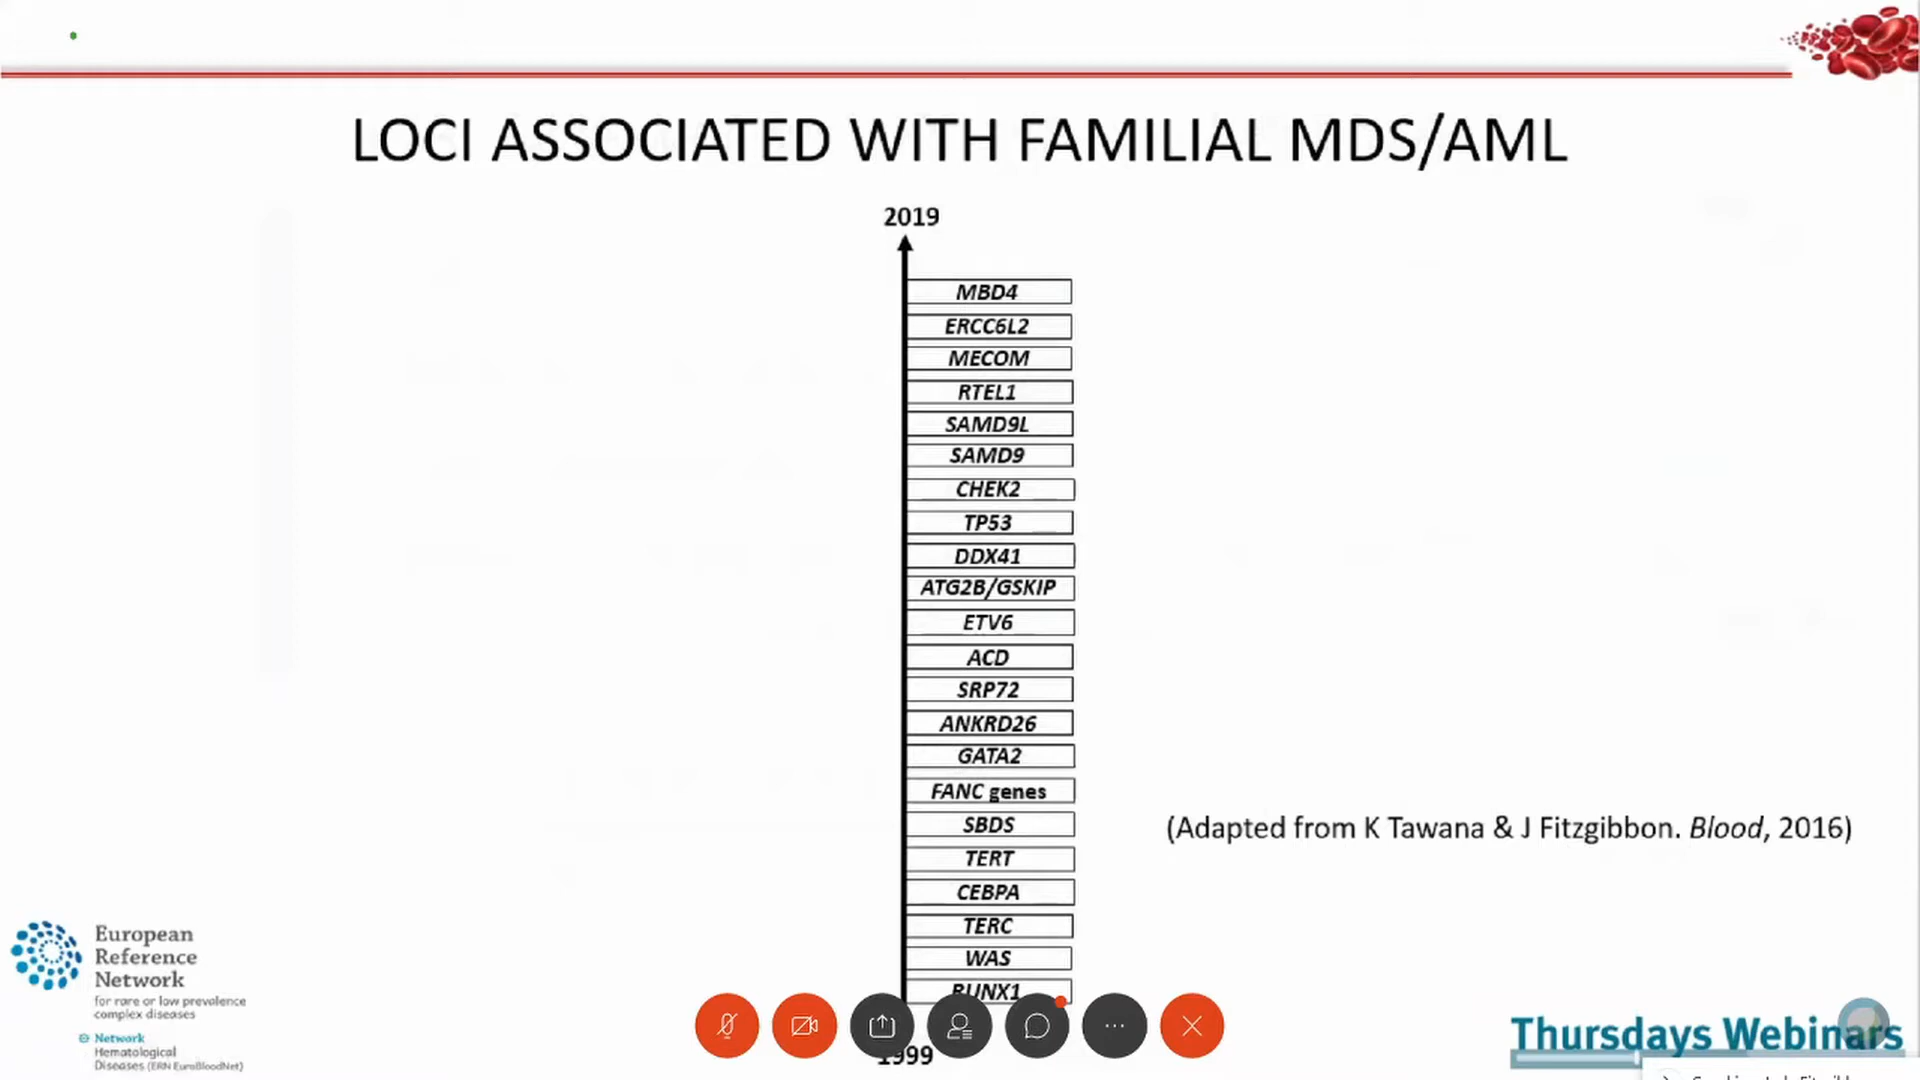 LOCI ASSOCIATED WITH FAMILIAL MDS/AML
2019
MBD4
ERCC6L2
MECOM
RTEL1
SAMD9L
SAMD9
CHEK2
TP53
DDX41
ATG2B/GSKIP
ETV6
ACD
SRP72
ANKRD26
GATA2
FANC genes
SBDS
TERT
CEBPA
TERC
WAS
RUNX1
1999
(Adapted from K Tawana & J Fitzgibbon. Blood, 2016)
European
Reference
Network
for rare or low prevalence
complex diseases
Network
Hematological
Diseases (ERN EuroBloodNet)
Thursdays Webinars